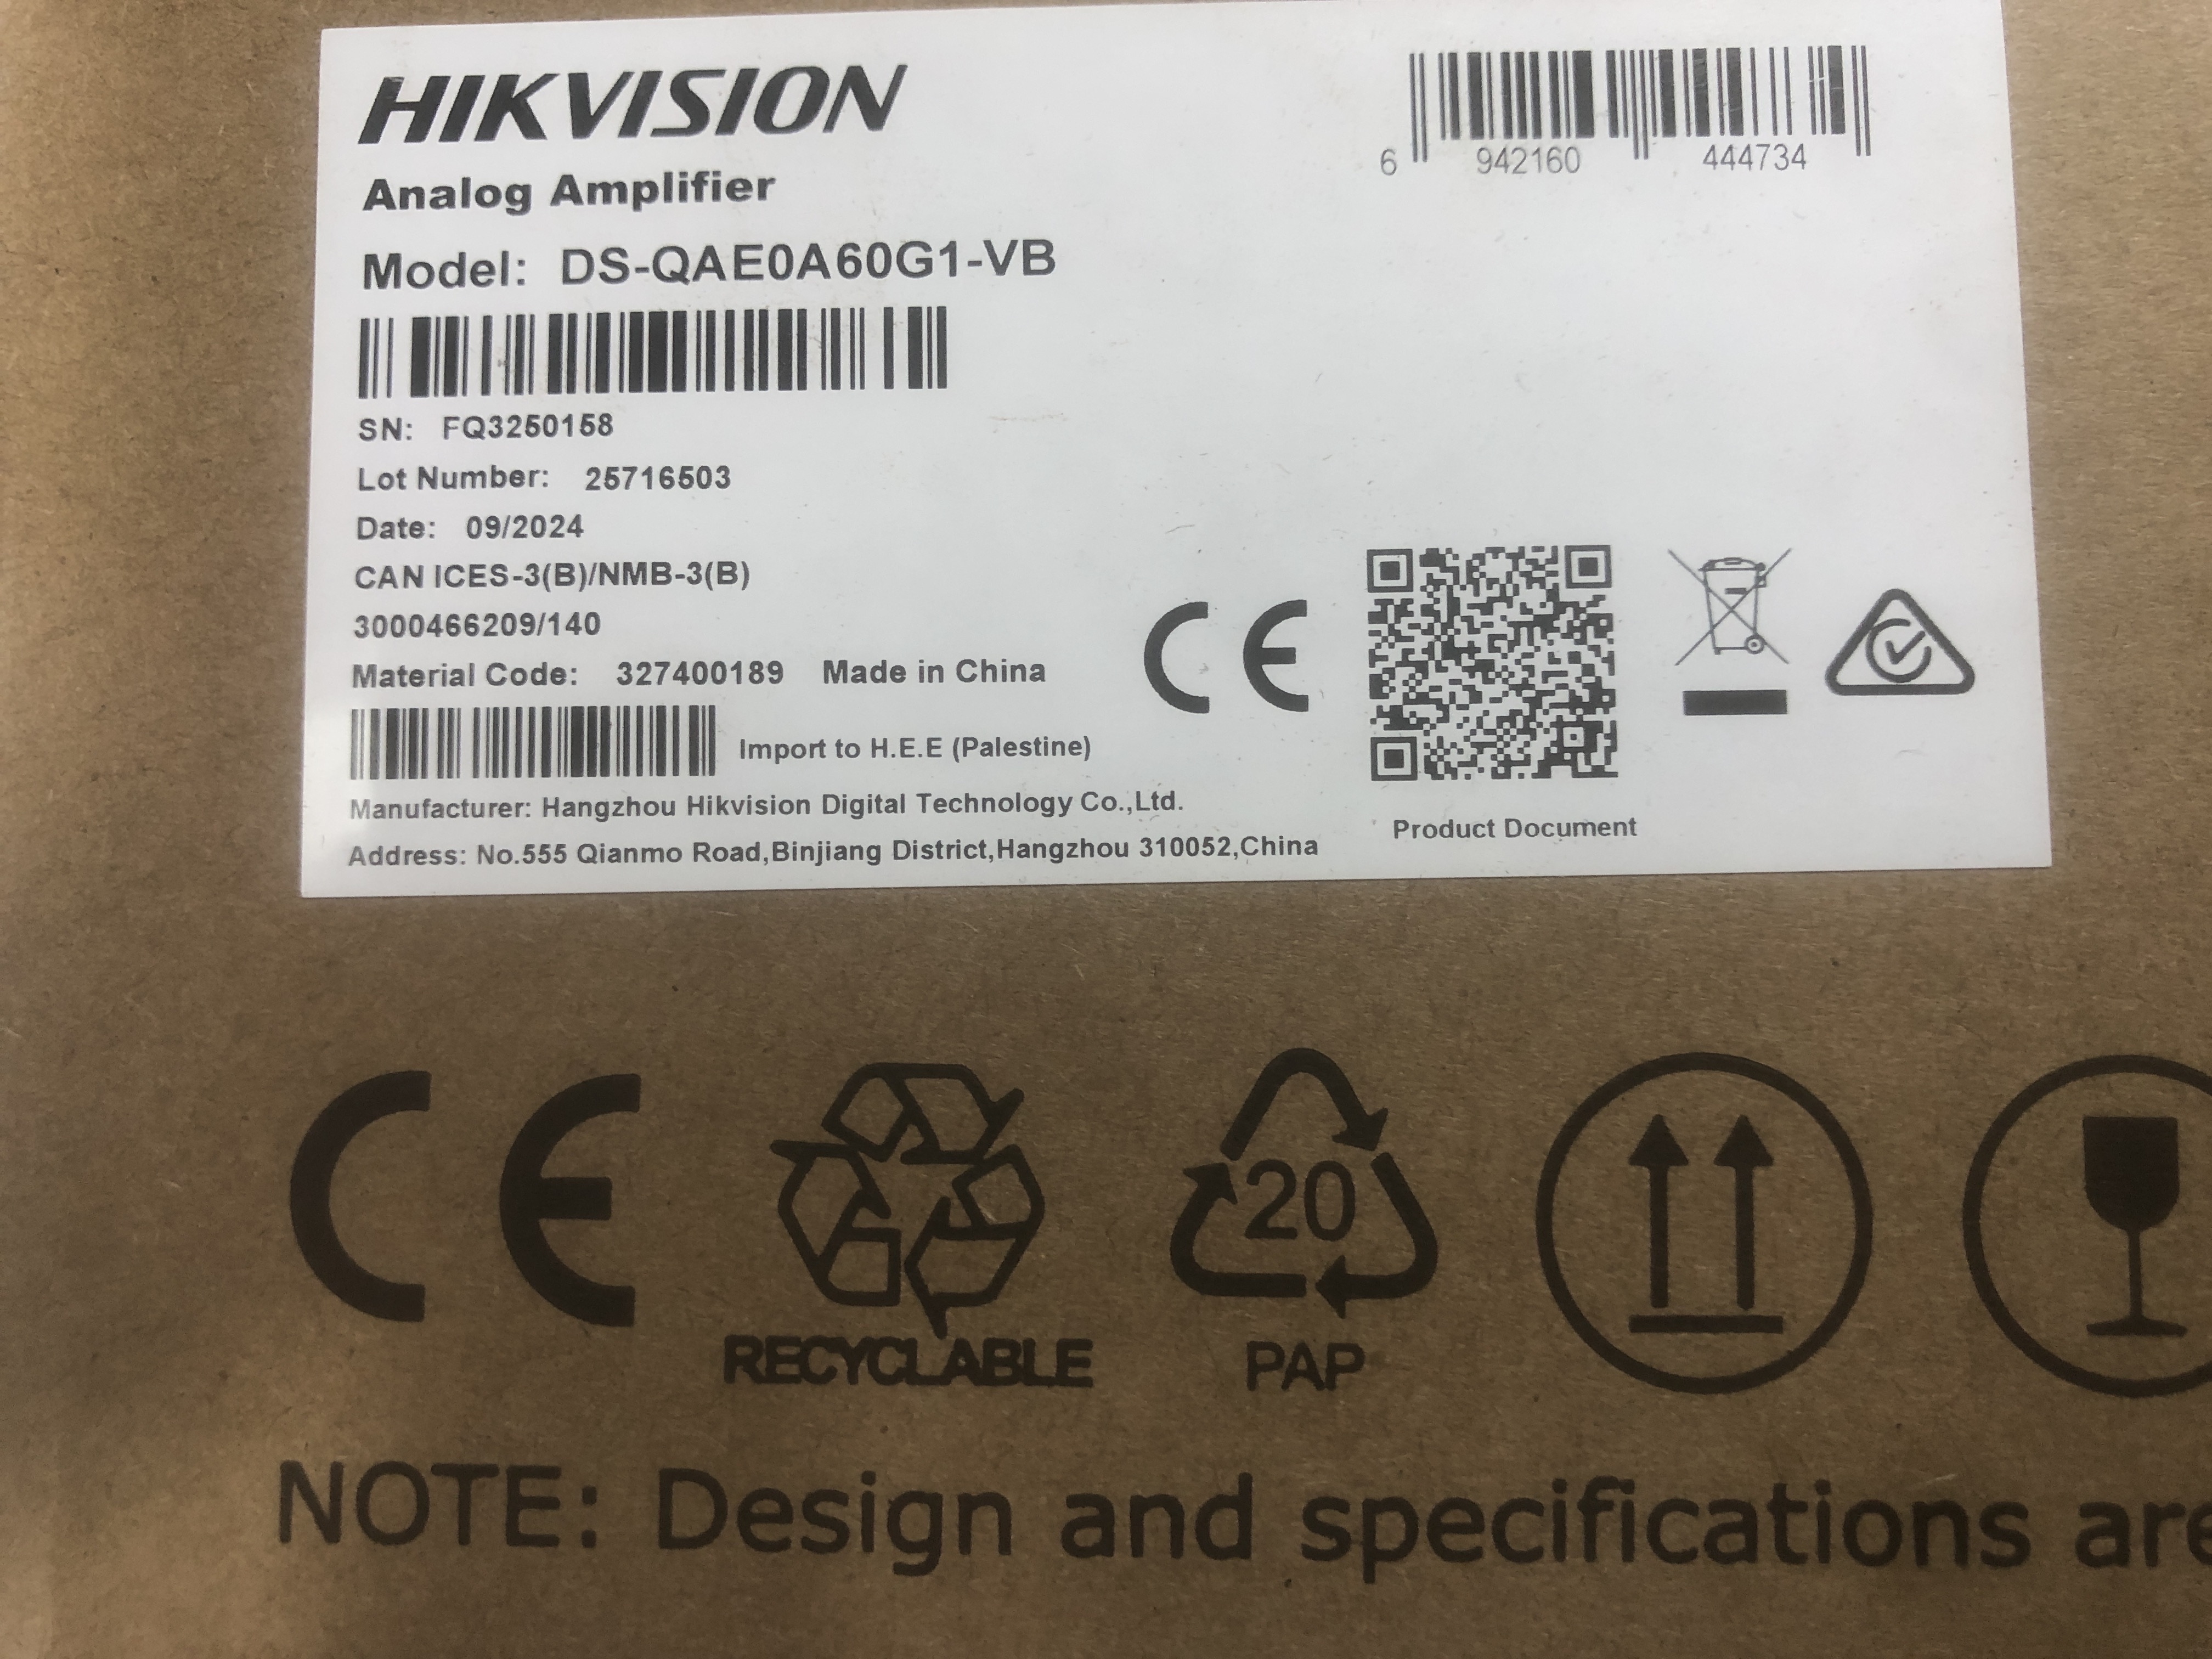 HIKVISION
6 942160 444734
Analog Amplifier
Model: DS-QAE0A60G1-VB
SN: FQ3250158
Lot Number: 25716503
Date: 09/2024
CAN ICES-3(B)/NMB-3(B)
3000466209/140
Material Code: 327400189 Made in China
CE
Import to H.E.E (Palestine)
Manufacturer: Hangzhou Hikvision Digital Technology Co.,Ltd.
Address: No.555 Qianmo Road,Binjiang District,Hangzhou 310052,China
Product Document
CE
RECYCLABLE
20
PAP
NOTE: Design and specifications are